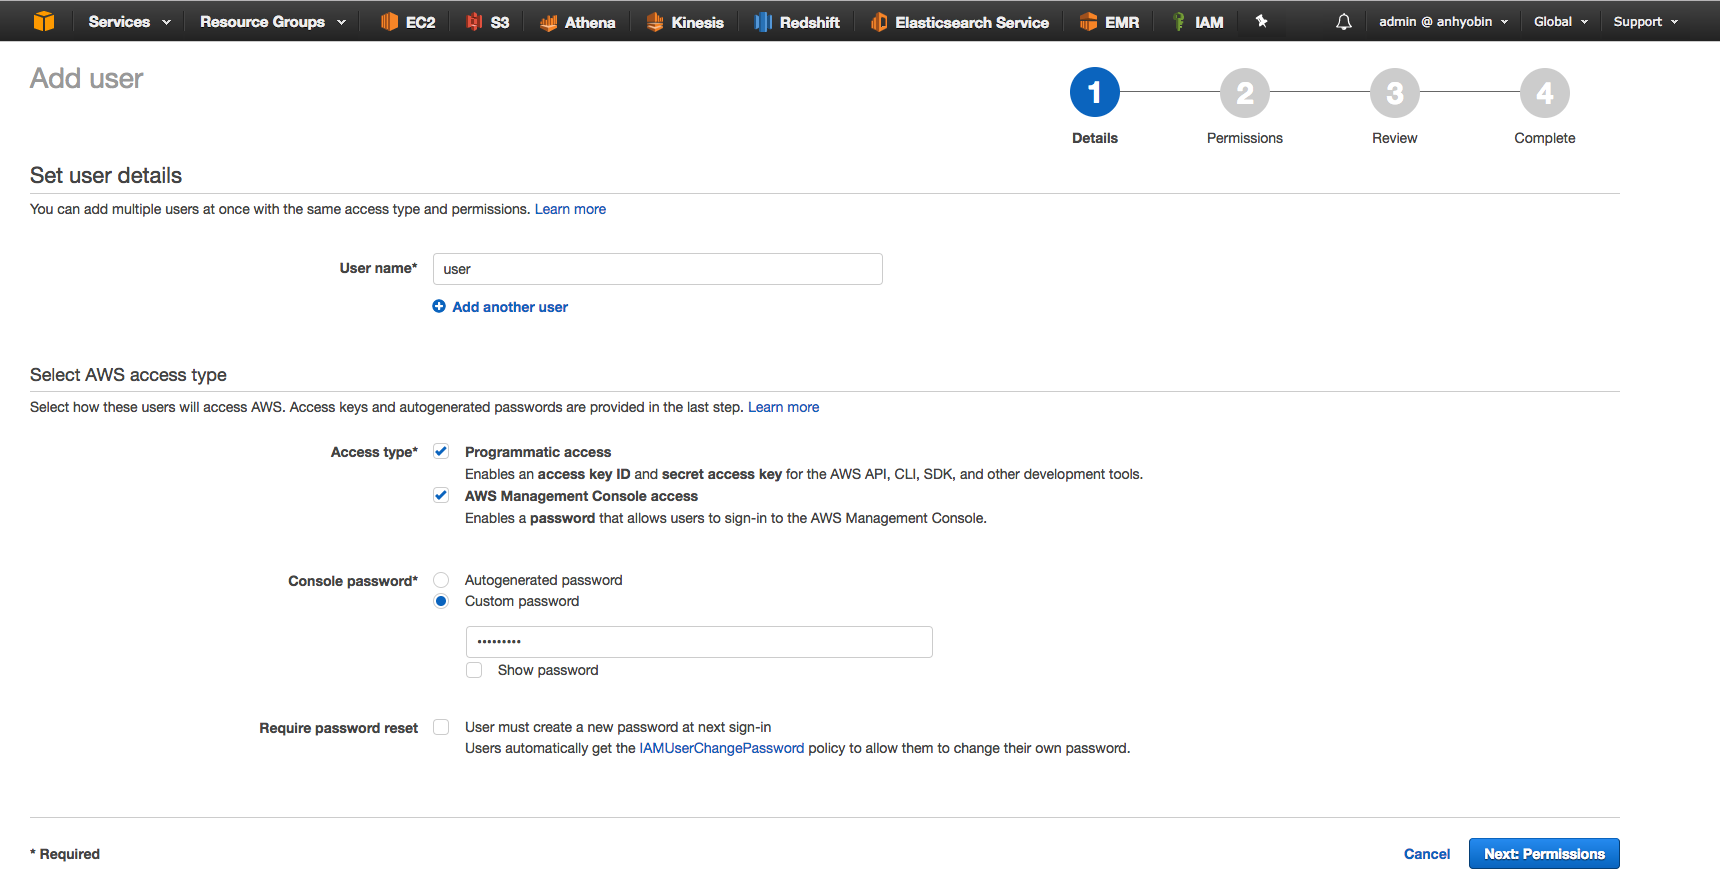 Services Resource Groups EC2 S3 Athena Kinesis Redshift Elasticsearch Service EMR IAM admin @ anhyobin Global Support
Add user
1 2 3 4
Details Permissions Review Complete
Set user details
You can add multiple users at once with the same access type and permissions. Learn more
User name* user
Add another user
Select AWS access type
Select how these users will access AWS. Access keys and autogenerated passwords are provided in the last step. Learn more
Access type* Programmatic access
Enables an access key ID and secret access key for the AWS API, CLI, SDK, and other development tools.
AWS Management Console access
Enables a password that allows users to sign-in to the AWS Management Console.
Console password* Autogenerated password
Custom password
•••••••••
Show password
Require password reset User must create a new password at next sign-in
Users automatically get the IAMUserChangePassword policy to allow them to change their own password.
* Required Cancel Next: Permissions